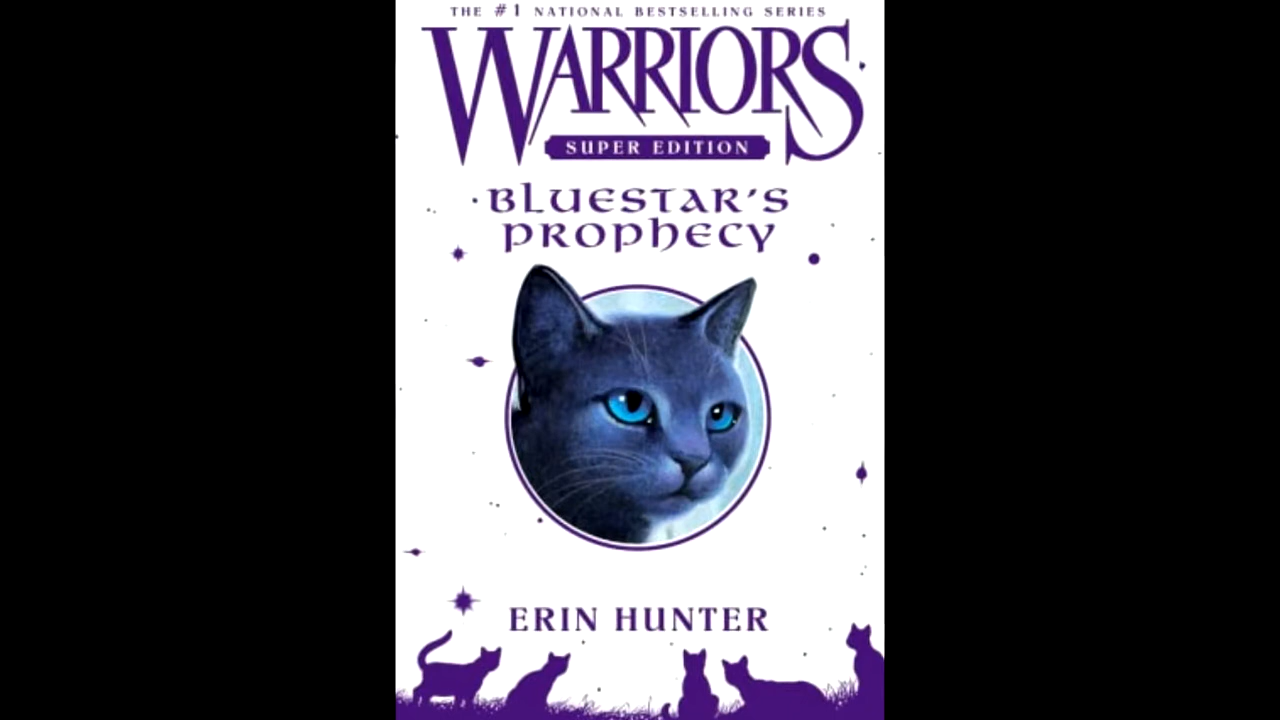 THE #1 NATIONAL BESTSELLING SERIES
WARRIORS
SUPER EDITION
BLUESTAR'S
PROPHECY
ERIN HUNTER